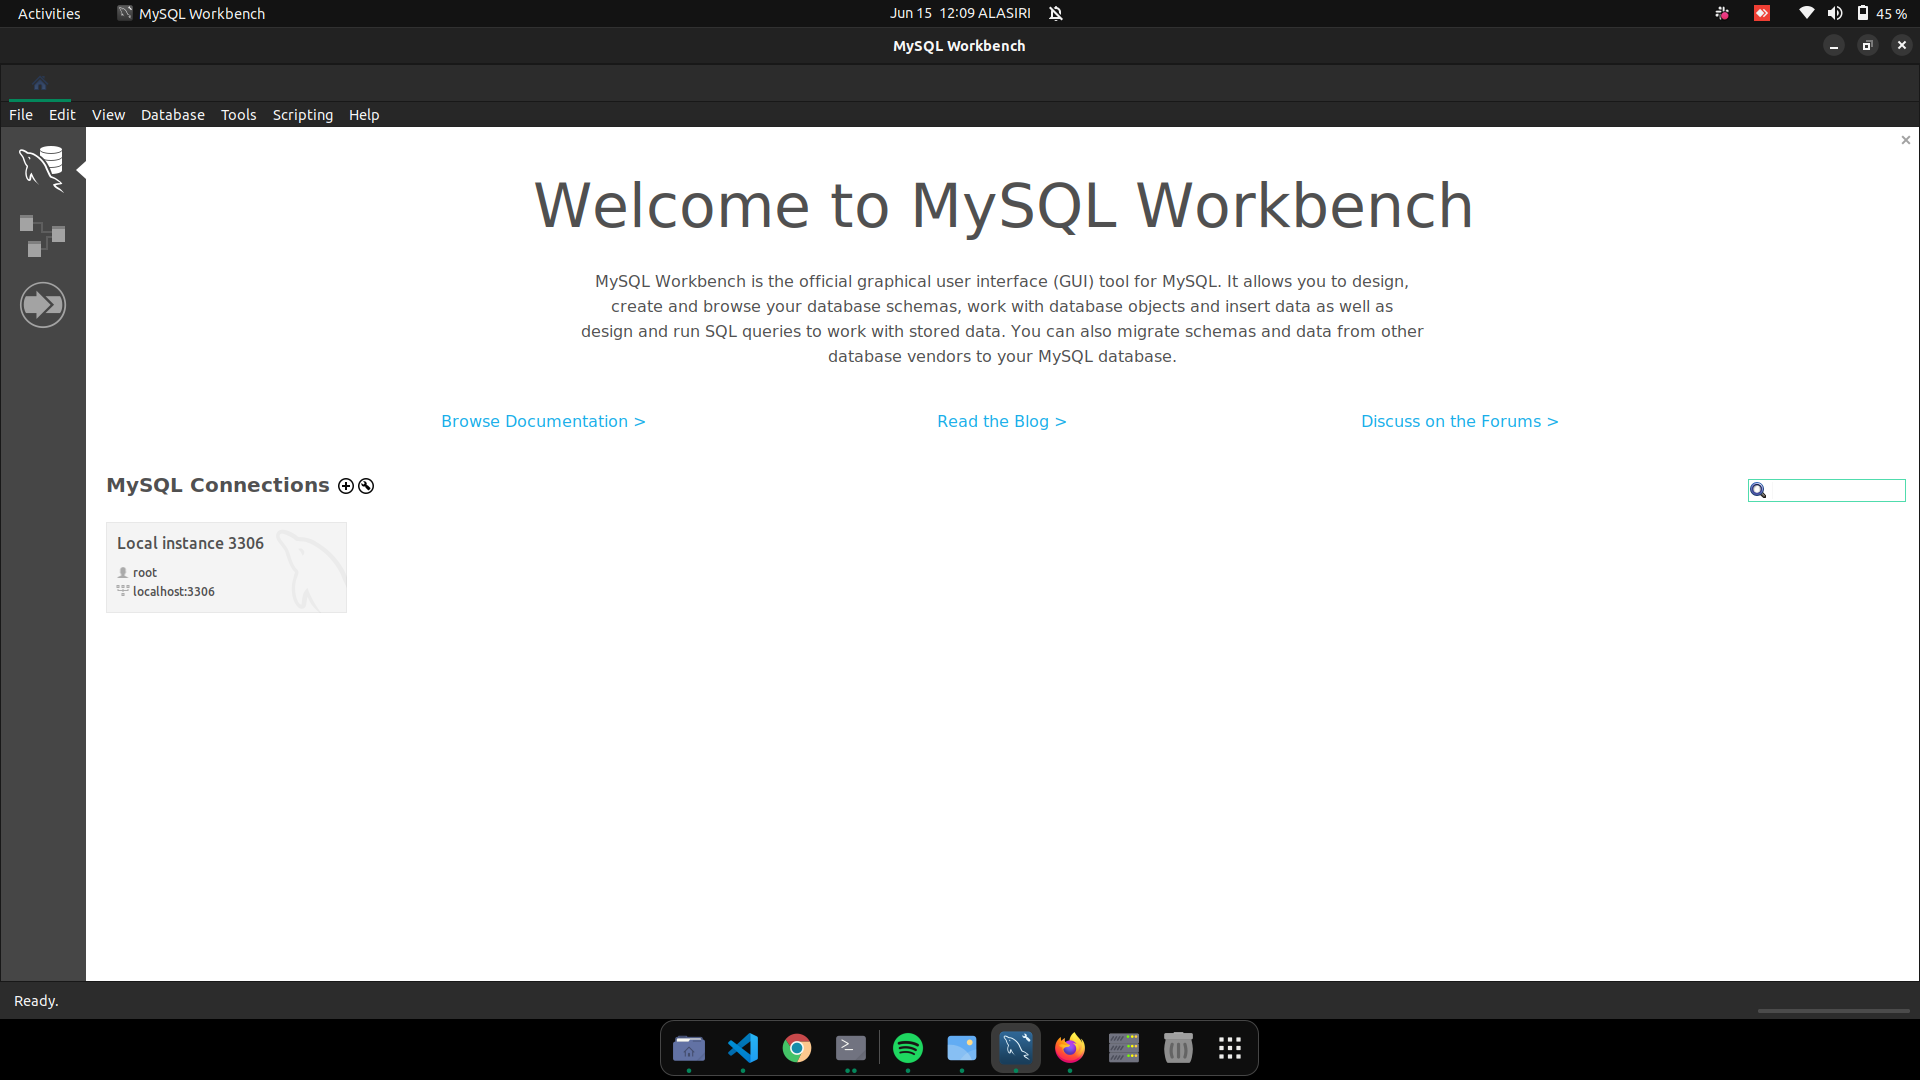 Activities
MySQL Workbench
Jun 15 12:09 ALASIRI
45 %
MySQL Workbench
File Edit View Database Tools Scripting Help
Welcome to MySQL Workbench
MySQL Workbench is the official graphical user interface (GUI) tool for MySQL. It allows you to design,
create and browse your database schemas, work with database objects and insert data as well as
design and run SQL queries to work with stored data. You can also migrate schemas and data from other
database vendors to your MySQL database.
Browse Documentation >
Read the Blog >
Discuss on the Forums >
MySQL Connections
Local instance 3306
root
localhost:3306
Ready.